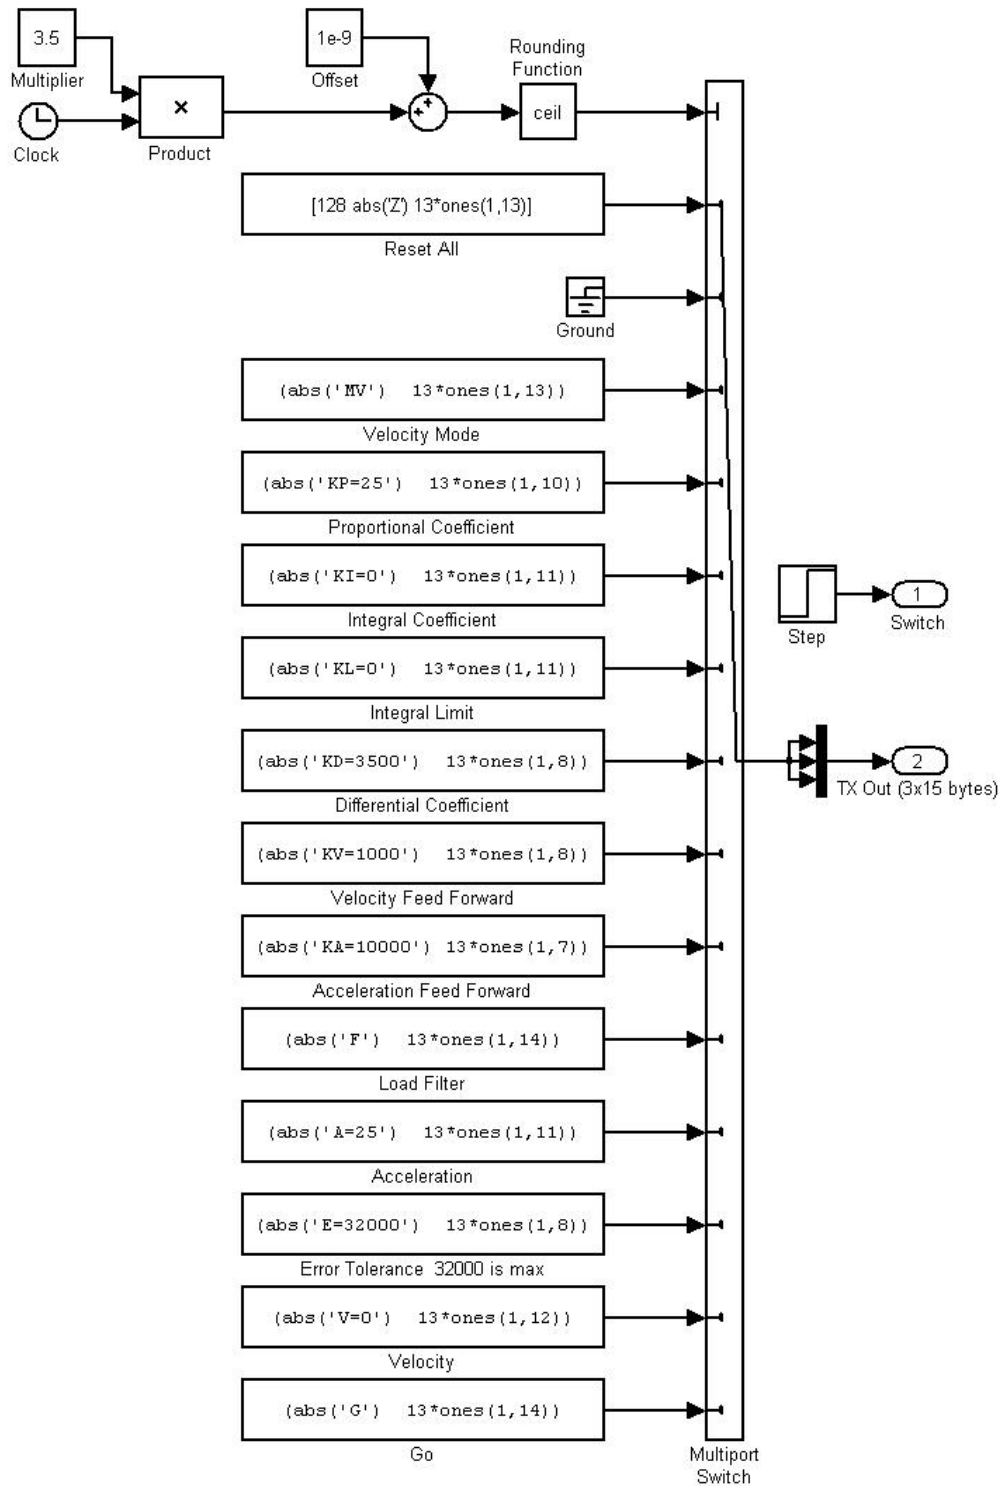 3.5
Multiplier
Clock
×
Product
1e-9
Offset
++
Rounding
Function
ceil
[128 abs('Z') 13*ones(1,13)]
Reset All
Ground
(abs('MV') 13*ones(1,13))
Velocity Mode
(abs('KP=25') 13*ones(1,10))
Proportional Coefficient
(abs('KI=0') 13*ones(1,11))
Integral Coefficient
(abs('KL=0') 13*ones(1,11))
Integral Limit
(abs('KD=3500') 13*ones(1,8))
Differential Coefficient
(abs('KV=1000') 13*ones(1,8))
Velocity Feed Forward
(abs('KA=10000') 13*ones(1,7))
Acceleration Feed Forward
(abs('F') 13*ones(1,14))
Load Filter
(abs('A=25') 13*ones(1,11))
Acceleration
(abs('E=32000') 13*ones(1,8))
Error Tolerance 32000 is max
(abs('V=0') 13*ones(1,12))
Velocity
(abs('G') 13*ones(1,14))
Go
Multiport
Switch
Step
1
Switch
2
TX Out (3x15 bytes)